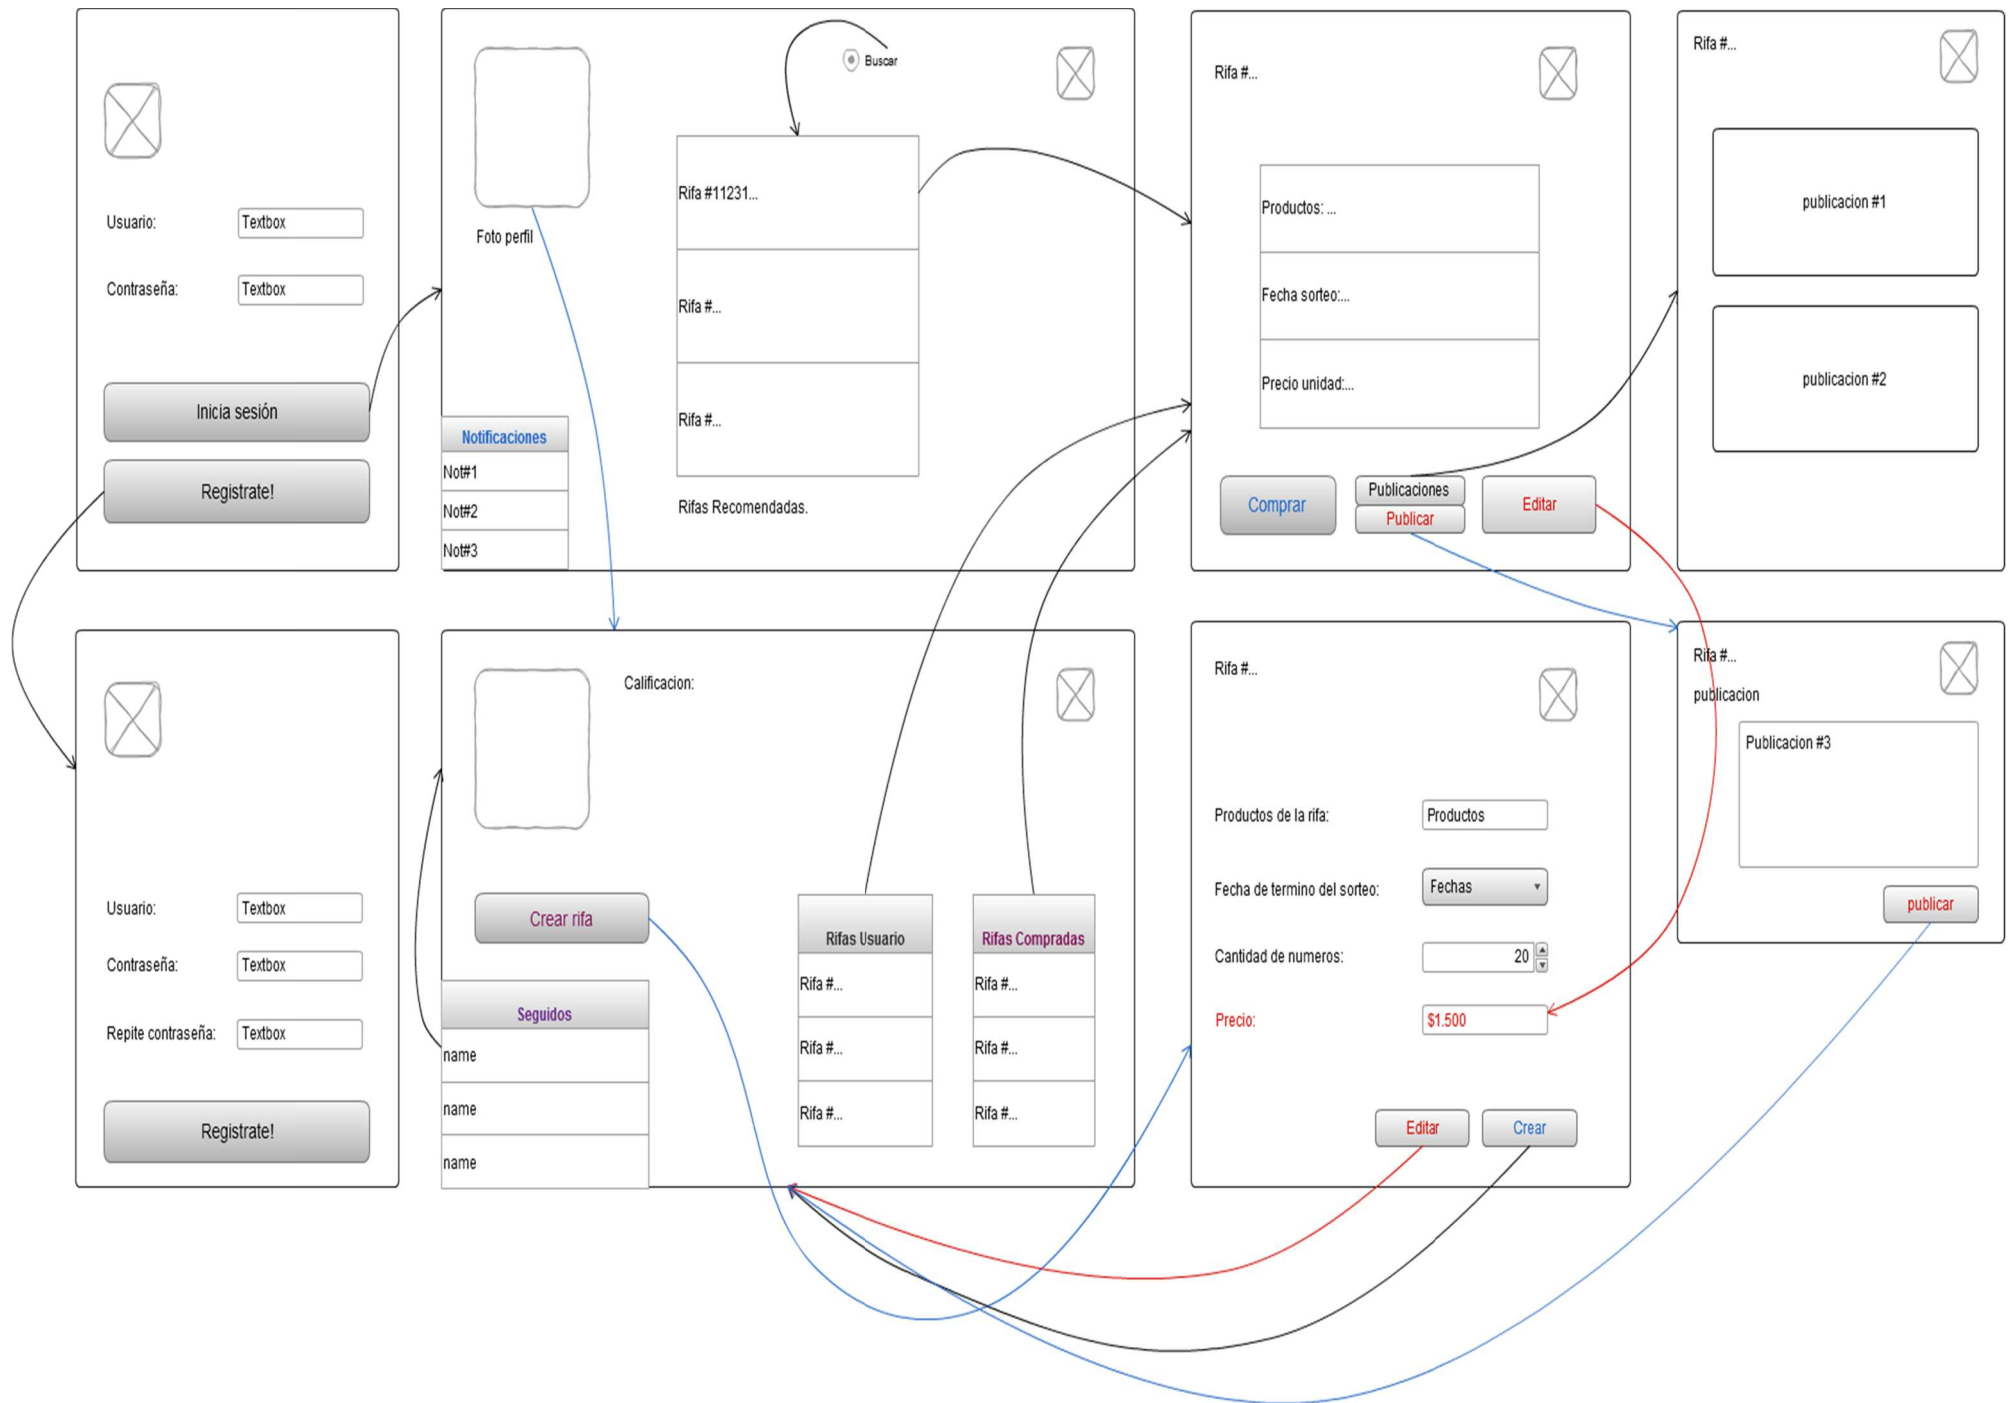 Usuario:
Textbox
Contraseña:
Textbox
Inicia sesión
Registrate!
Buscar
Foto perfil
Rifa #11231...
Rifa #...
Rifa #...
Rifas Recomendadas.
Notificaciones
Not#1
Not#2
Not#3
Rifa #...
Productos: ...
Fecha sorteo:...
Precio unidad:...
Comprar
Publicaciones
Publicar
Editar
Rifa #...
publicacion #1
publicacion #2
Usuario:
Textbox
Contraseña:
Textbox
Repite contraseña:
Textbox
Registrate!
Calificacion:
Crear rifa
Seguidos
name
name
name
Rifas Usuario
Rifa #...
Rifa #...
Rifa #...
Rifas Compradas
Rifa #...
Rifa #...
Rifa #...
Rifa #...
Productos de la rifa:
Productos
Fecha de termino del sorteo:
Fechas
Cantidad de numeros:
20
Precio:
$1.500
Editar
Crear
Rifa #...
publicacion
Publicacion #3
publicar